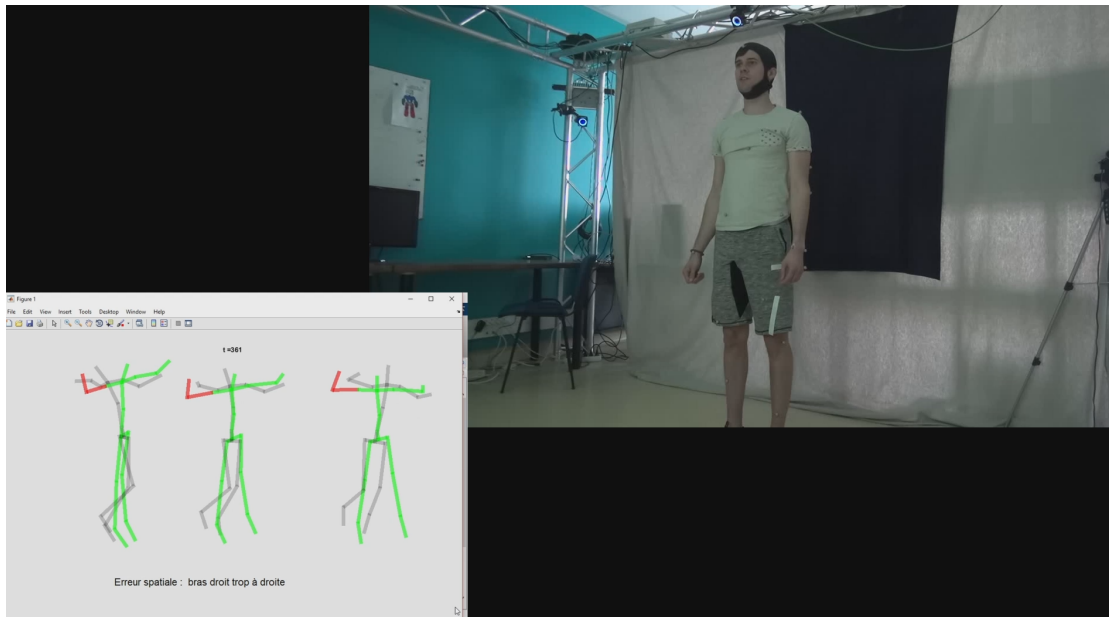 Figure 1
File Edit View Insert Tools Desktop Window Help
t =361
Erreur spatiale : bras droit trop à droite